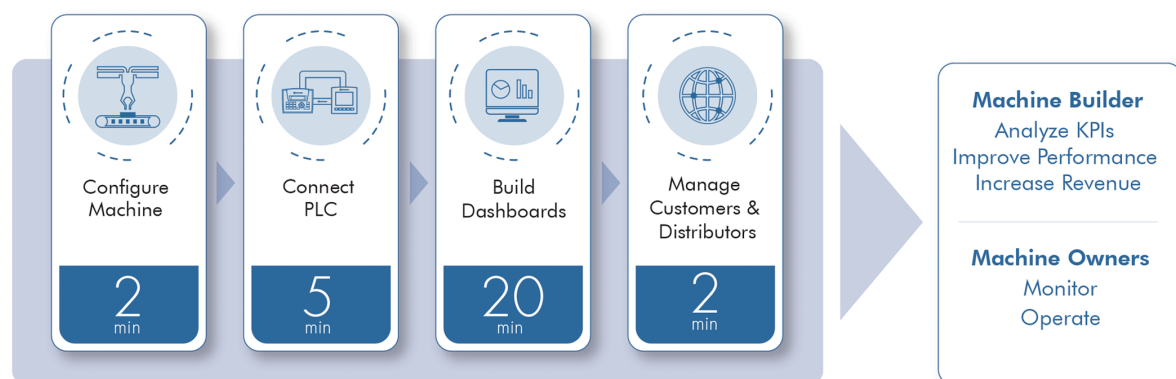 Configure
Machine
2
min
Connect
PLC
5
min
Build
Dashboards
20
min
Manage
Customers &
Distributors
2
min
Machine Builder
Analyze KPIs
Improve Performance
Increase Revenue
Machine Owners
Monitor
Operate